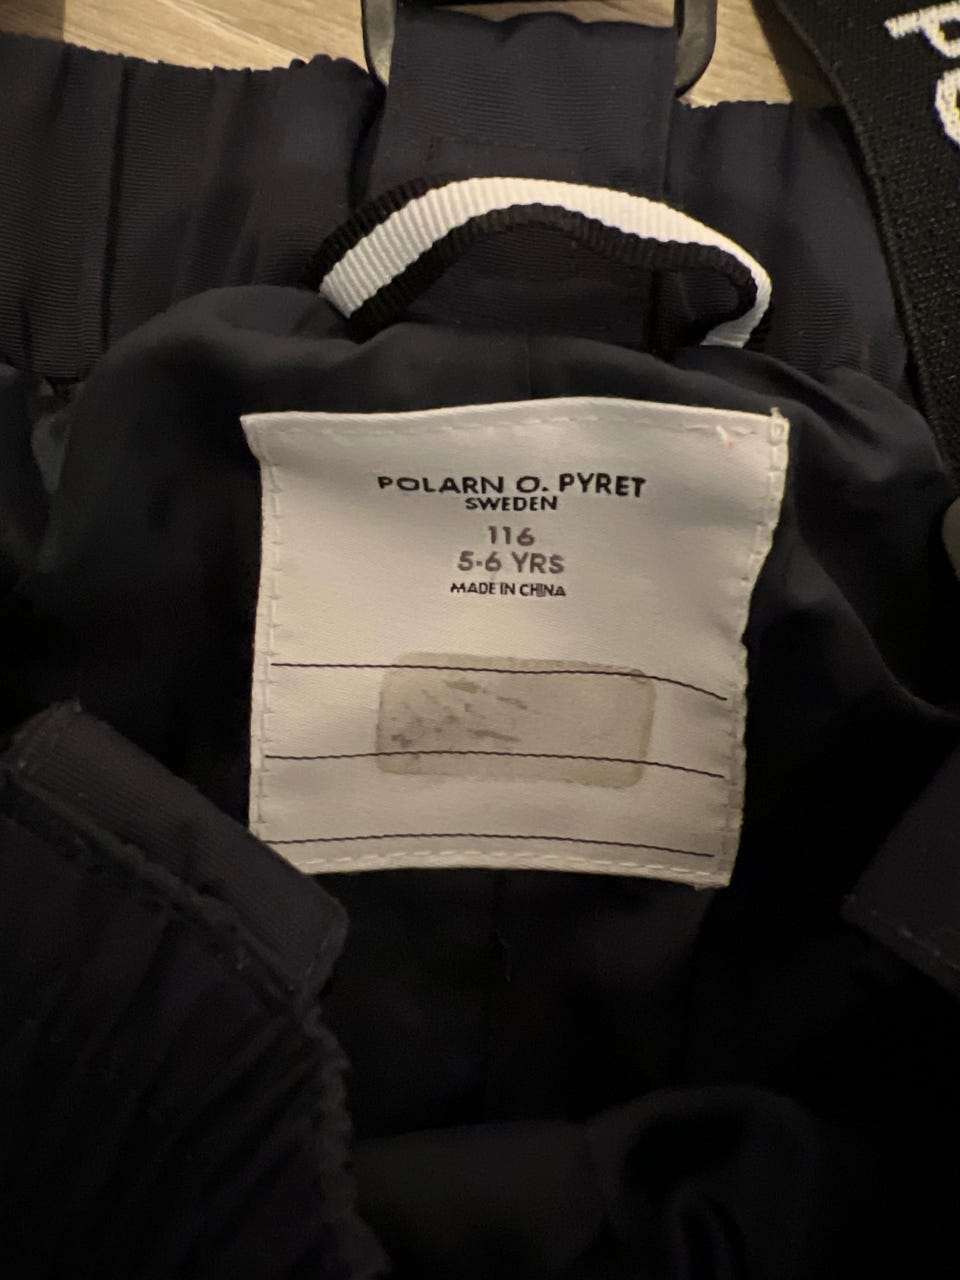 POLARN O. PYRET
SWEDEN
116
5-6 YRS
MADE IN CHINA